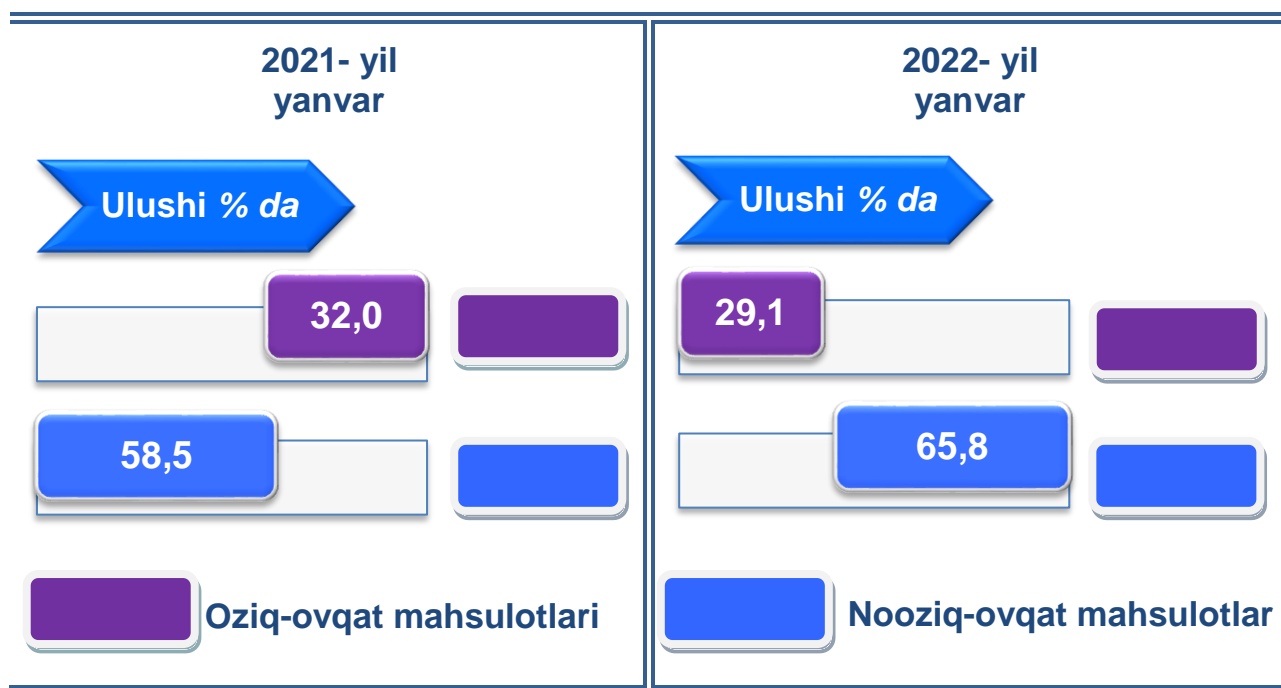 2021- yil
yanvar
Ulushi % da
32,0
58,5
Oziq-ovqat mahsulotlari
2022- yil
yanvar
Ulushi % da
29,1
65,8
Nooziq-ovqat mahsulotlar